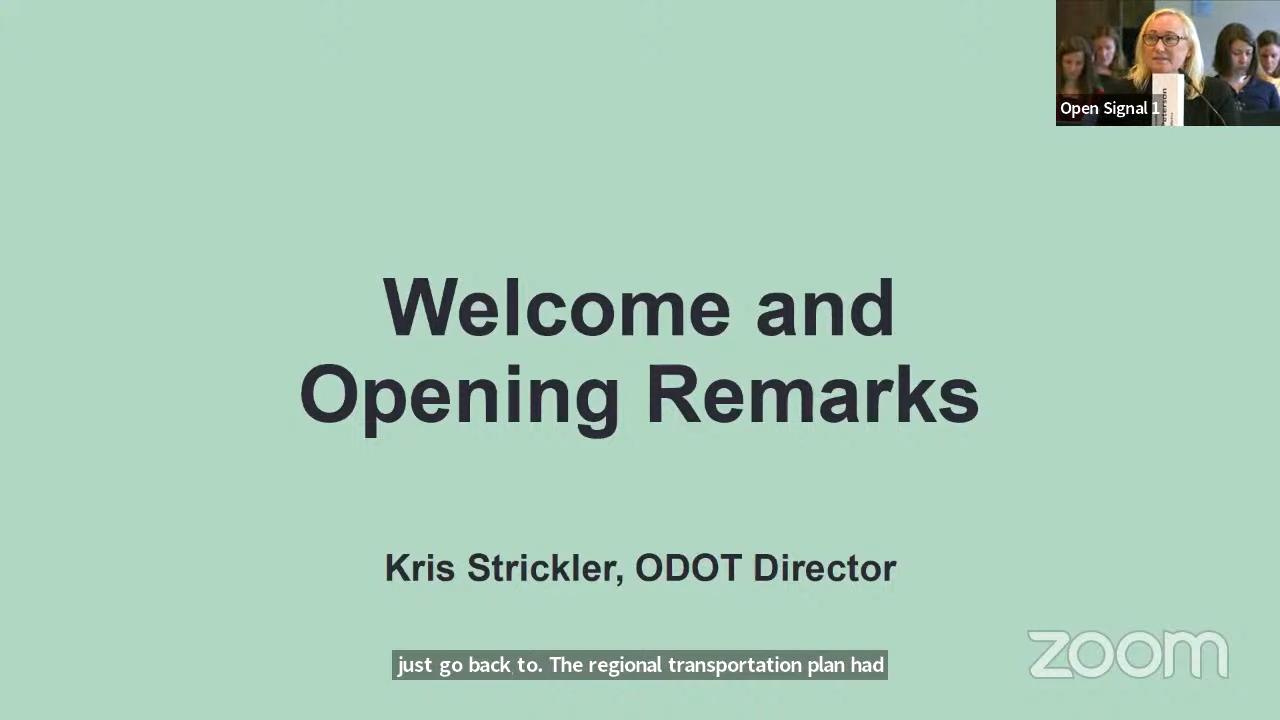 Open Signal 1
Peterson
Welcome and
Opening Remarks
Kris Strickler, ODOT Director
just go back to. The regional transportation plan had
zoom